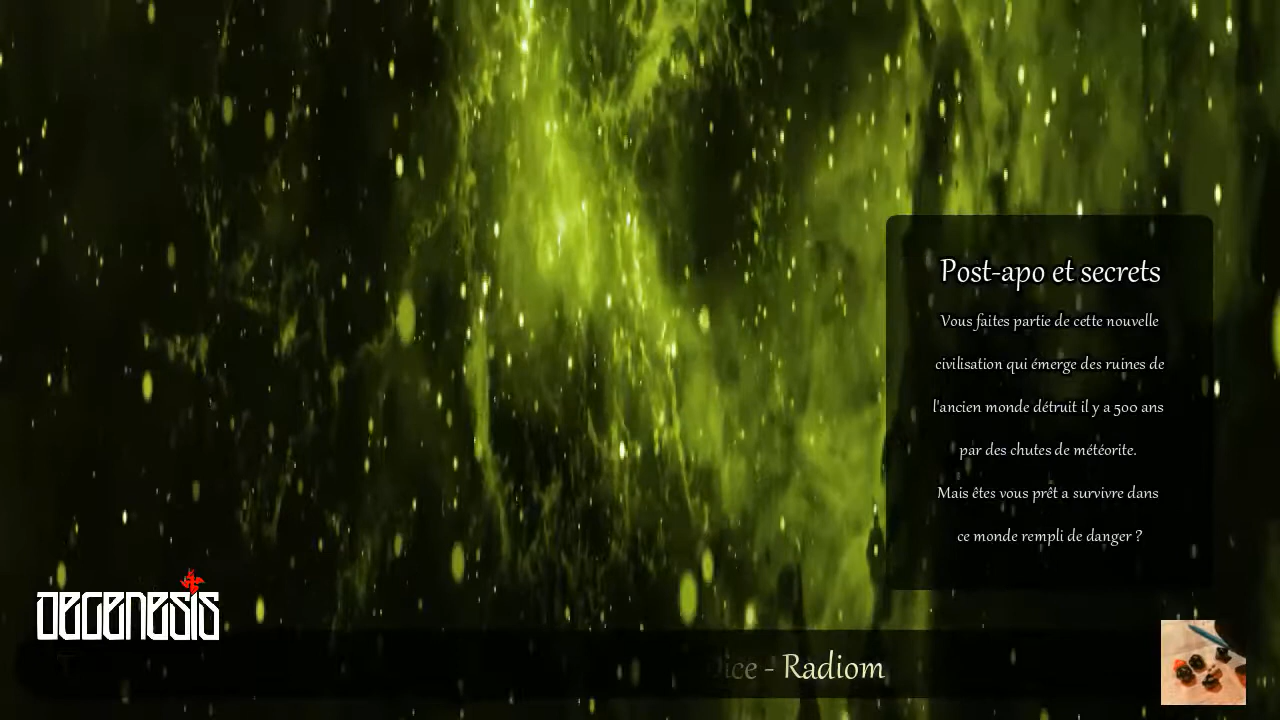 Post-apo et secrets
Vous faites partie de cette nouvelle
civilisation qui émerge des ruines de
l'ancien monde détruit il y a 500 ans
par des chutes de météorite.
Mais êtes vous prêt a survivre dans
ce monde rempli de danger ?
DEGENESIS
ice - Radiom